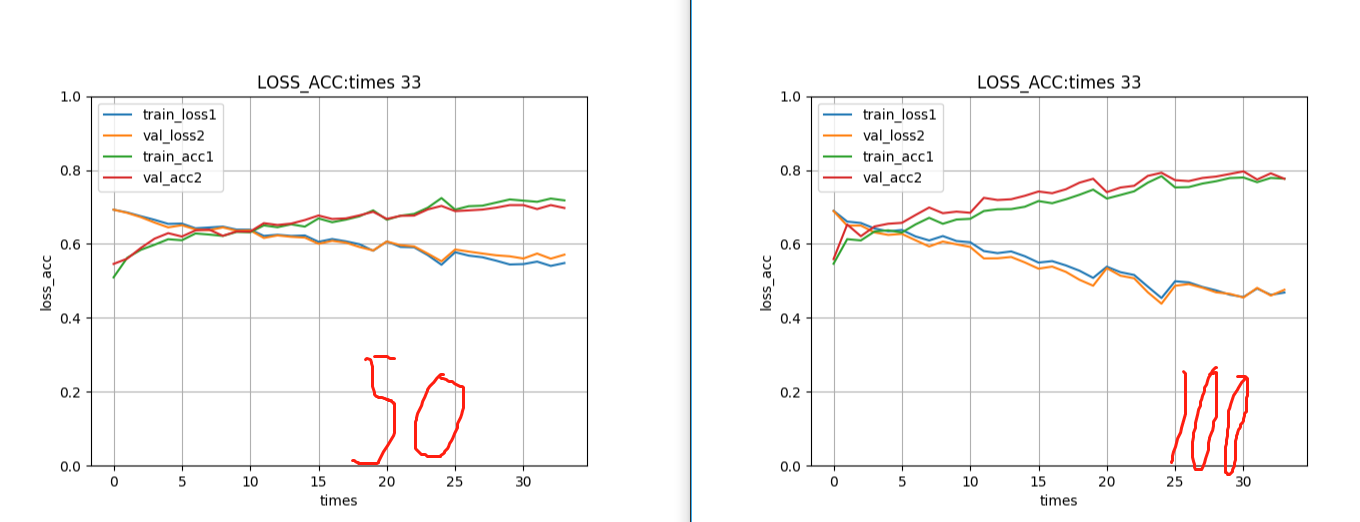 LOSS_ACC:times 33
1.0
0.8
0.6
0.4
0.2
0.0
loss_acc
train_loss1
val_loss2
train_acc1
val_acc2
50
0 5 10 15 20 25 30
times
LOSS_ACC:times 33
1.0
0.8
0.6
0.4
0.2
0.0
loss_acc
train_loss1
val_loss2
train_acc1
val_acc2
100
0 5 10 15 20 25 30
times